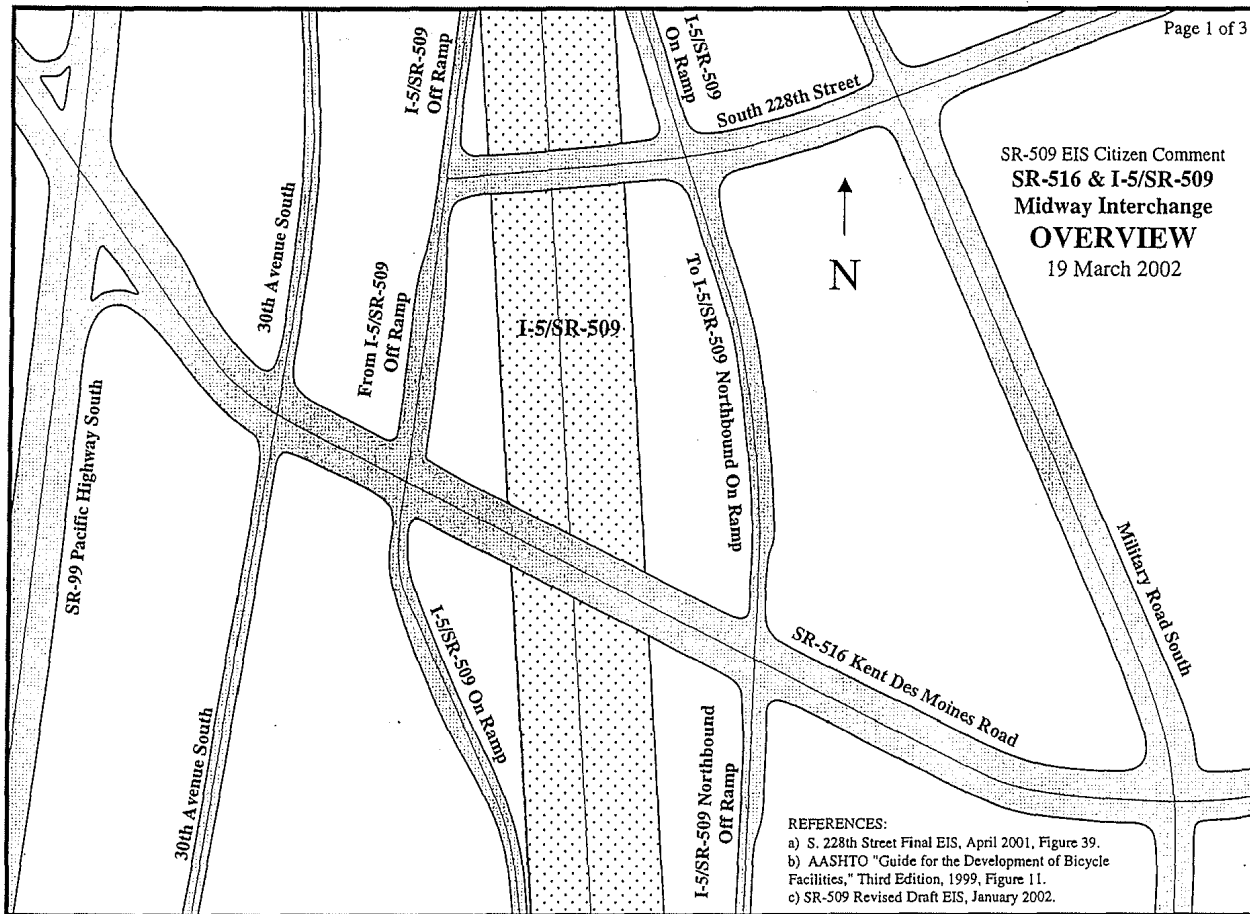 Page 1 of 3
SR-509 EIS Citizen Comment
SR-516 & I-5/SR-509
Midway Interchange
OVERVIEW
19 March 2002
N
I-5/SR-509
Off Ramp
I-5/SR-509
On Ramp
South 228th Street
30th Avenue South
From I-5/SR-509
Off Ramp
I-5/SR-509
To I-5/SR-509 Northbound On Ramp
SR-99 Pacific Highway South
Military Road South
30th Avenue South
I-5/SR-509 On Ramp
SR-516 Kent Des Moines Road
I-5/SR-509 Northbound
Off Ramp
REFERENCES:
a) S. 228th Street Final EIS, April 2001, Figure 39.
b) AASHTO "Guide for the Development of Bicycle
Facilities," Third Edition, 1999, Figure 11.
c) SR-509 Revised Draft EIS, January 2002.